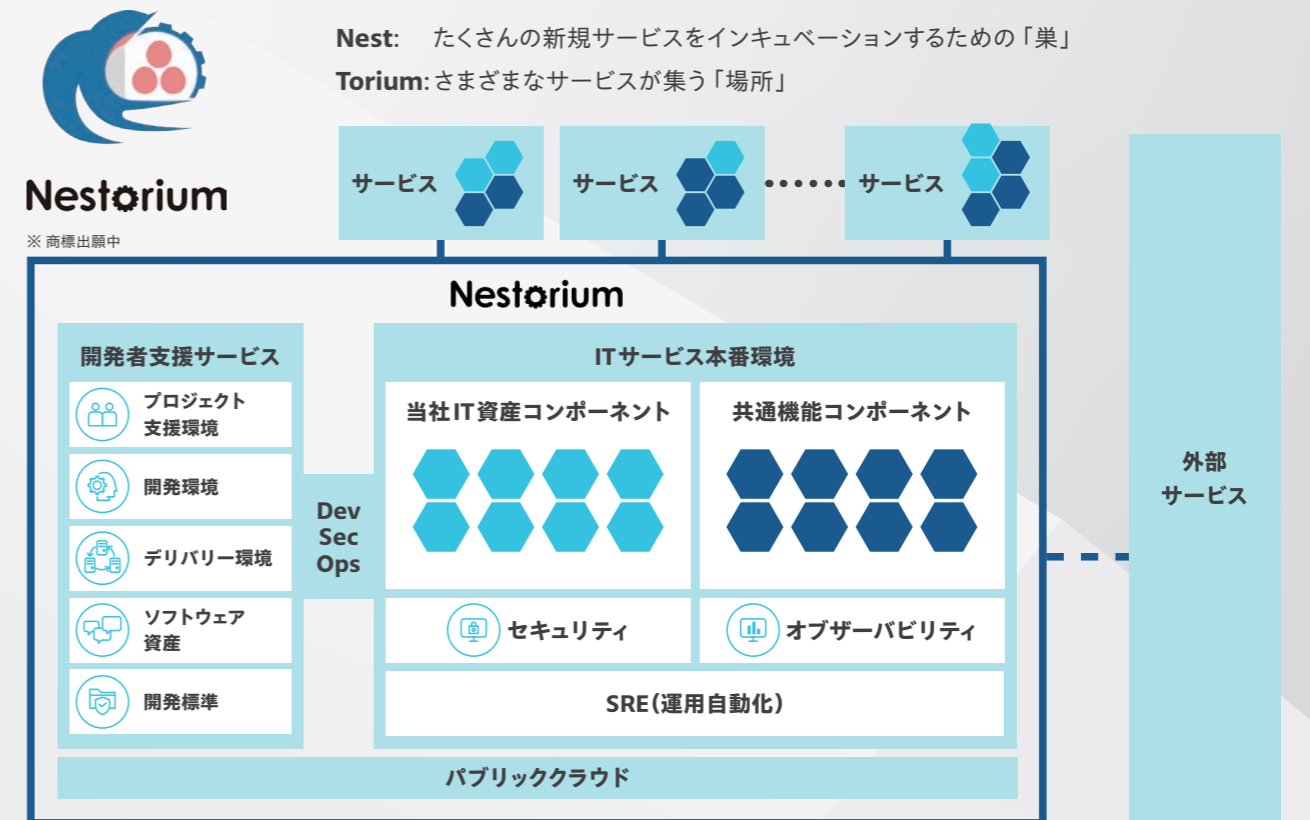 Nest: たくさんの新規サービスをインキュベーションするための「巣」
Torium:さまざまなサービスが集う「場所」
Nestorium
※ 商標出願中
サービス
サービス
サービス
Nestorium
開発者支援サービス
プロジェクト
支援環境
開発環境
デリバリー環境
ソフトウェア
資産
開発標準
Dev
Sec
Ops
ITサービス本番環境
当社IT資産コンポーネント
共通機能コンポーネント
セキュリティ
オブザーバビリティ
SRE(運用自動化)
パブリッククラウド
外部
サービス